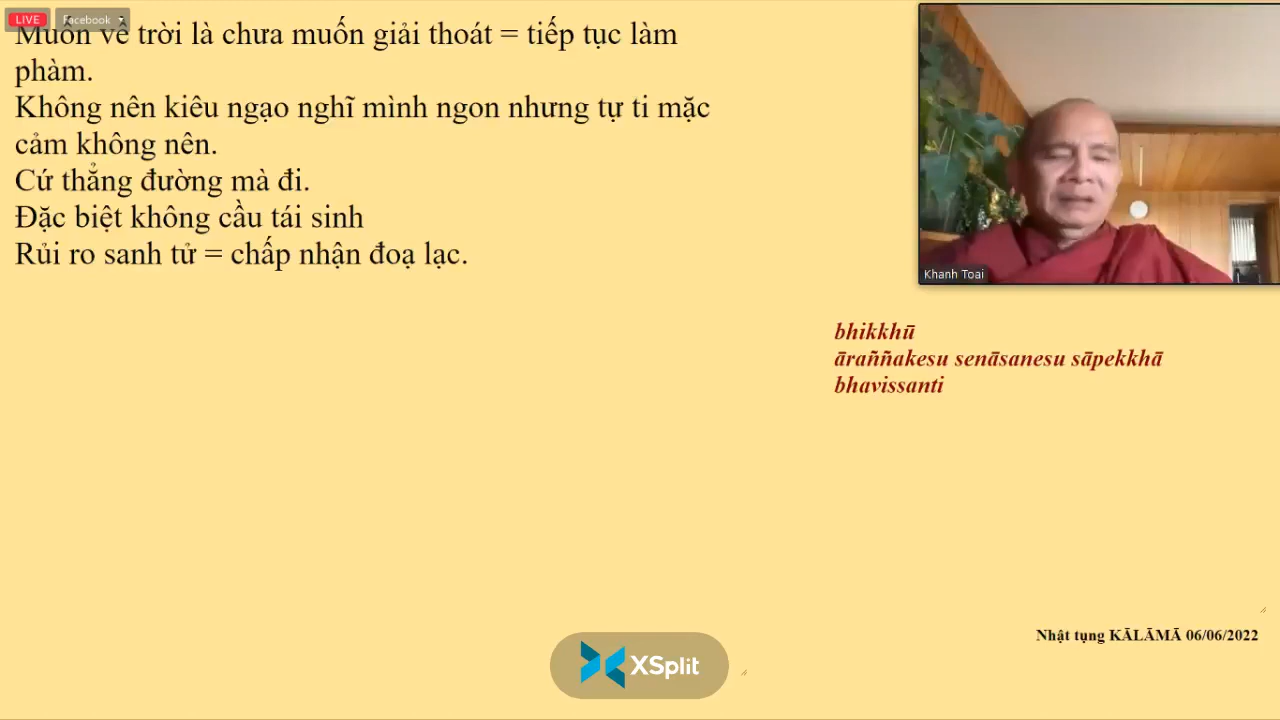 LIVE Facebook
Muốn về trời là chưa muốn giải thoát = tiếp tục làm
phàm.
Không nên kiêu ngạo nghĩ mình ngon nhưng tự ti mặc
cảm không nên.
Cứ thẳng đường mà đi.
Đặc biệt không cầu tái sinh
Rủi ro sanh tử = chấp nhận đoạ lạc.
Khanh Toai
bhikkhū
āraññakesu senāsanesu sāpekkhā
bhavissanti
Nhật tụng KĀLĀMĀ 06/06/2022
XSplit